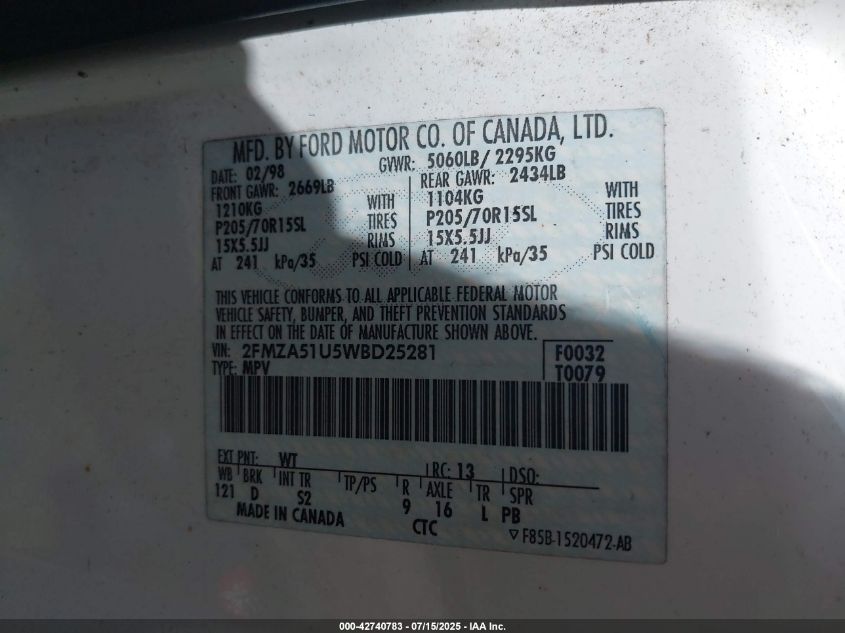 MFD. BY FORD MOTOR CO. OF CANADA, LTD.
DATE: 02/98 GVWR: 5060LB/ 2295KG
FRONT GAWR: 2669LB REAR GAWR: 2434LB
1210KG WITH 1104KG WITH
P205/70R15SL TIRES P205/70R15SL TIRES
15X5.5JJ RIMS 15X5.5JJ RIMS
AT 241 kPa/35 PSI COLD AT 241 kPa/35 PSI COLD
THIS VEHICLE CONFORMS TO ALL APPLICABLE FEDERAL MOTOR
VEHICLE SAFETY, BUMPER, AND THEFT PREVENTION STANDARDS
IN EFFECT ON THE DATE OF MANUFACTURE SHOWN ABOVE.
VIN: 2FMZA51U5WBD25281 F0032
TYPE: MPV T0079
EXT PNT: WT RC: 13 DSO:
WB BRK INT TR TP/PS R AXLE TR SPR
121 D S2 9 16 L PB
MADE IN CANADA CTC F85B-1520472-AB
000-42740783 - 07/15/2025 - IAA Inc.